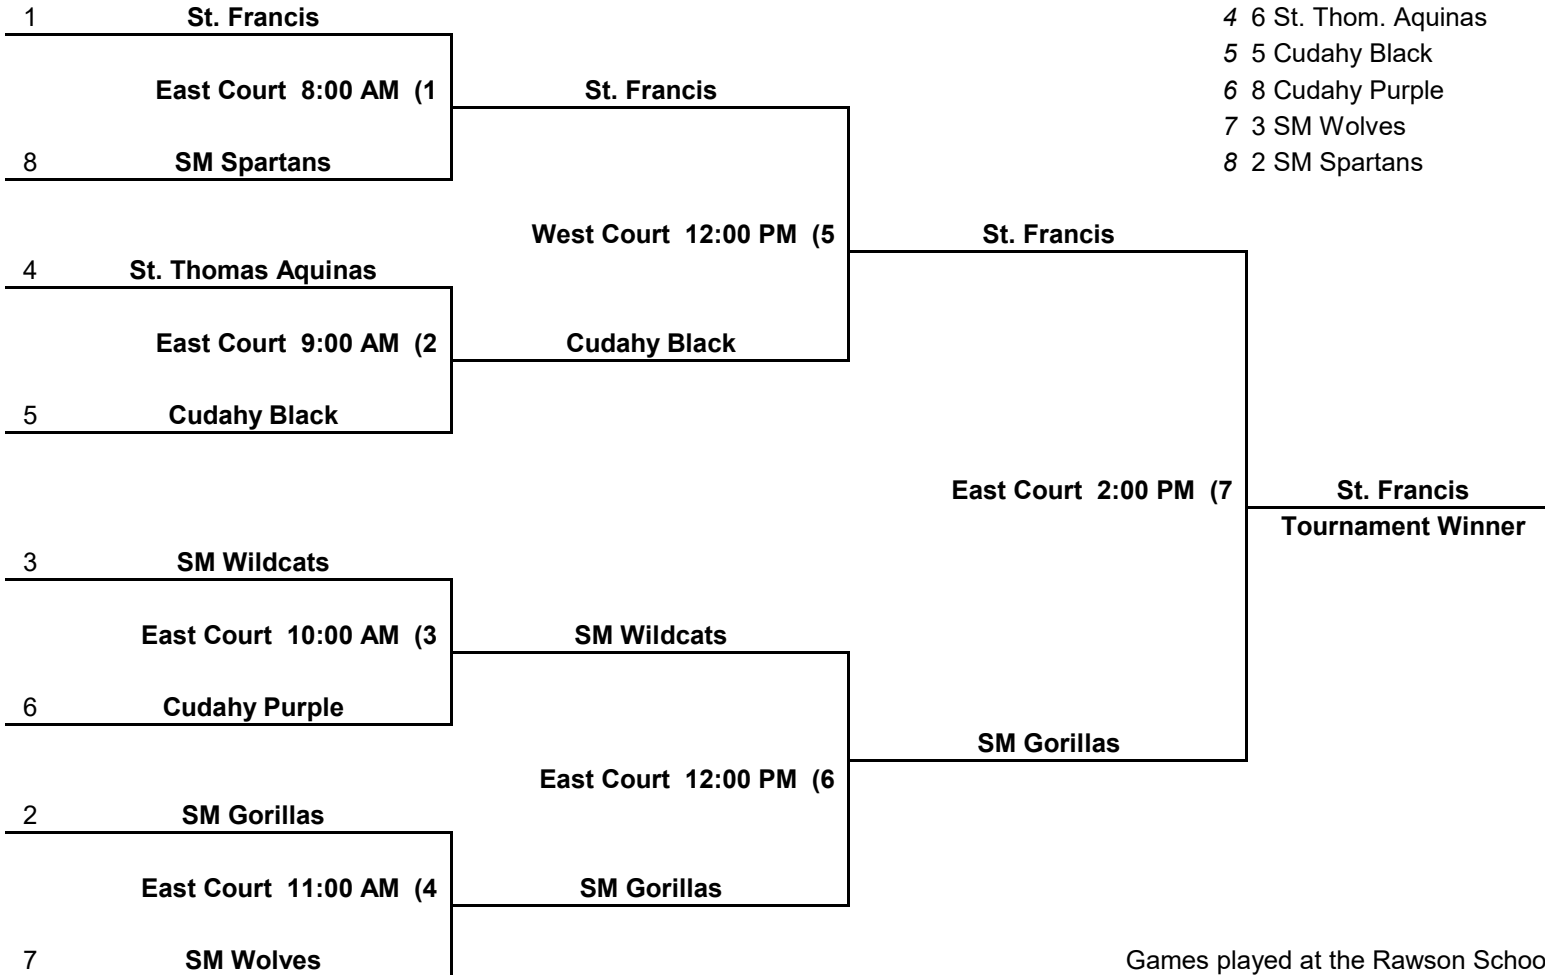 1 St. Francis
4 6 St. Thom. Aquinas
5 5 Cudahy Black
East Court 8:00 AM (1 St. Francis
6 8 Cudahy Purple
7 3 SM Wolves
8 SM Spartans
8 2 SM Spartans
West Court 12:00 PM (5 St. Francis
4 St. Thomas Aquinas
East Court 9:00 AM (2 Cudahy Black
5 Cudahy Black
East Court 2:00 PM (7 St. Francis
Tournament Winner
3 SM Wildcats
East Court 10:00 AM (3 SM Wildcats
6 Cudahy Purple
SM Gorillas
East Court 12:00 PM (6
2 SM Gorillas
East Court 11:00 AM (4 SM Gorillas
7 SM Wolves
Games played at the Rawson Schoo